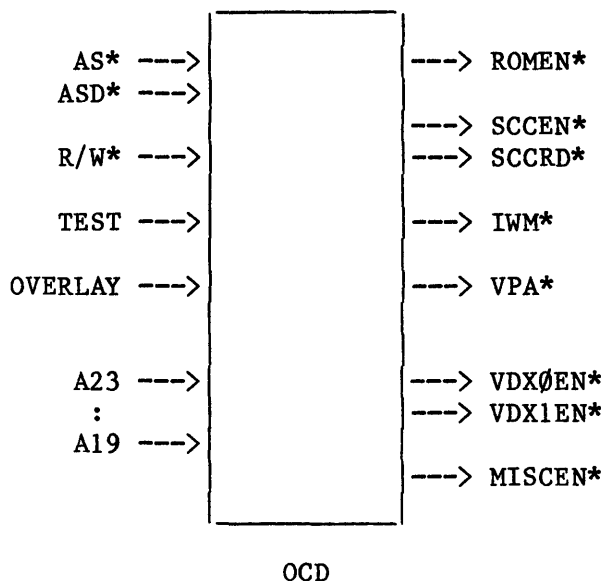 AS* ---> ---> ROMEN*
ASD* --->
---> SCCEN*
R/W* ---> ---> SCCRD*
TEST ---> ---> IWM*
OVERLAY ---> ---> VPA*
A23 ---> ---> VDXØEN*
: ---> VDX1EN*
A19 --->
---> MISCEN*
OCD